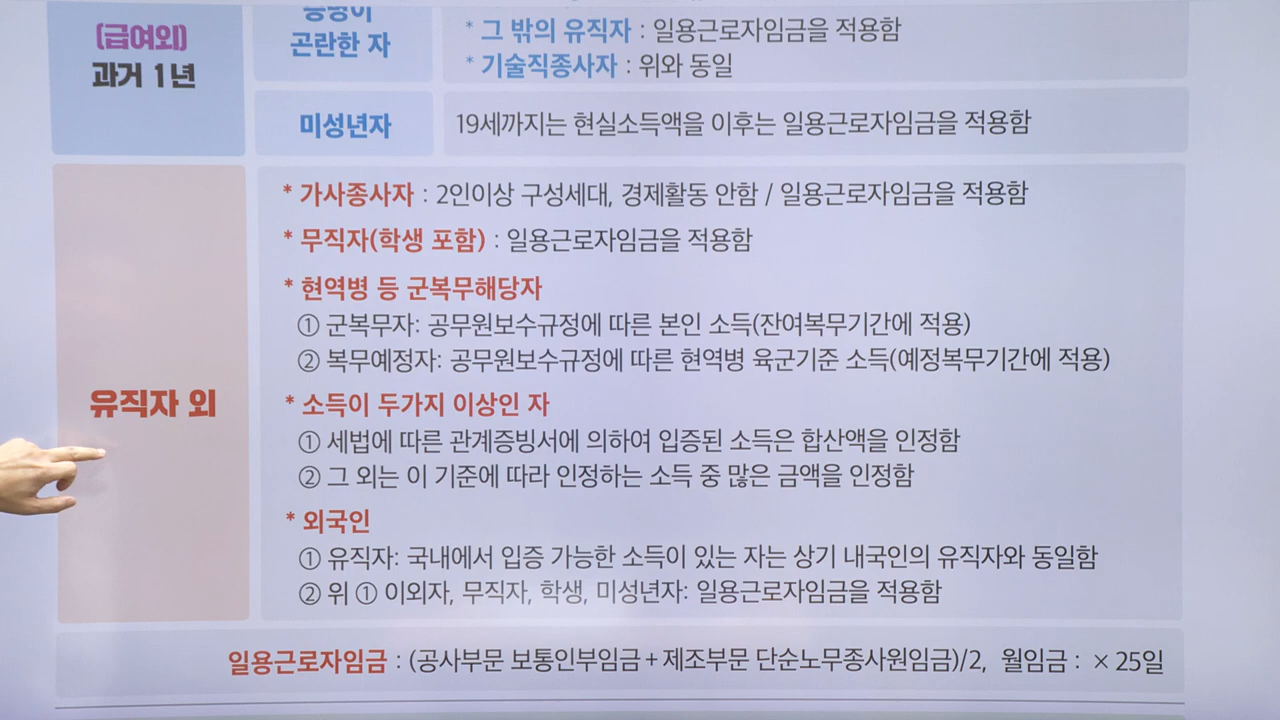 (급여외)
과거 1년
증명이
곤란한 자
* 그 밖의 유직자 : 일용근로자임금을 적용함
* 기술직종사자 : 위와 동일
미성년자
19세까지는 현실소득액을 이후는 일용근로자임금을 적용함
유직자 외
* 가사종사자 : 2인이상 구성세대, 경제활동 안함 / 일용근로자임금을 적용함
* 무직자(학생 포함) : 일용근로자임금을 적용함
* 현역병 등 군복무해당자
① 군복무자: 공무원보수규정에 따른 본인 소득(잔여복무기간에 적용)
② 복무예정자: 공무원보수규정에 따른 현역병 육군기준 소득(예정복무기간에 적용)
* 소득이 두가지 이상인 자
① 세법에 따른 관계증빙서에 의하여 입증된 소득은 합산액을 인정함
② 그 외는 이 기준에 따라 인정하는 소득 중 많은 금액을 인정함
* 외국인
① 유직자: 국내에서 입증 가능한 소득이 있는 자는 상기 내국인의 유직자와 동일함
② 위 ① 이외자, 무직자, 학생, 미성년자: 일용근로자임금을 적용함
일용근로자임금 : (공사부문 보통인부임금 + 제조부문 단순노무종사원임금)/2, 월임금 : × 25일